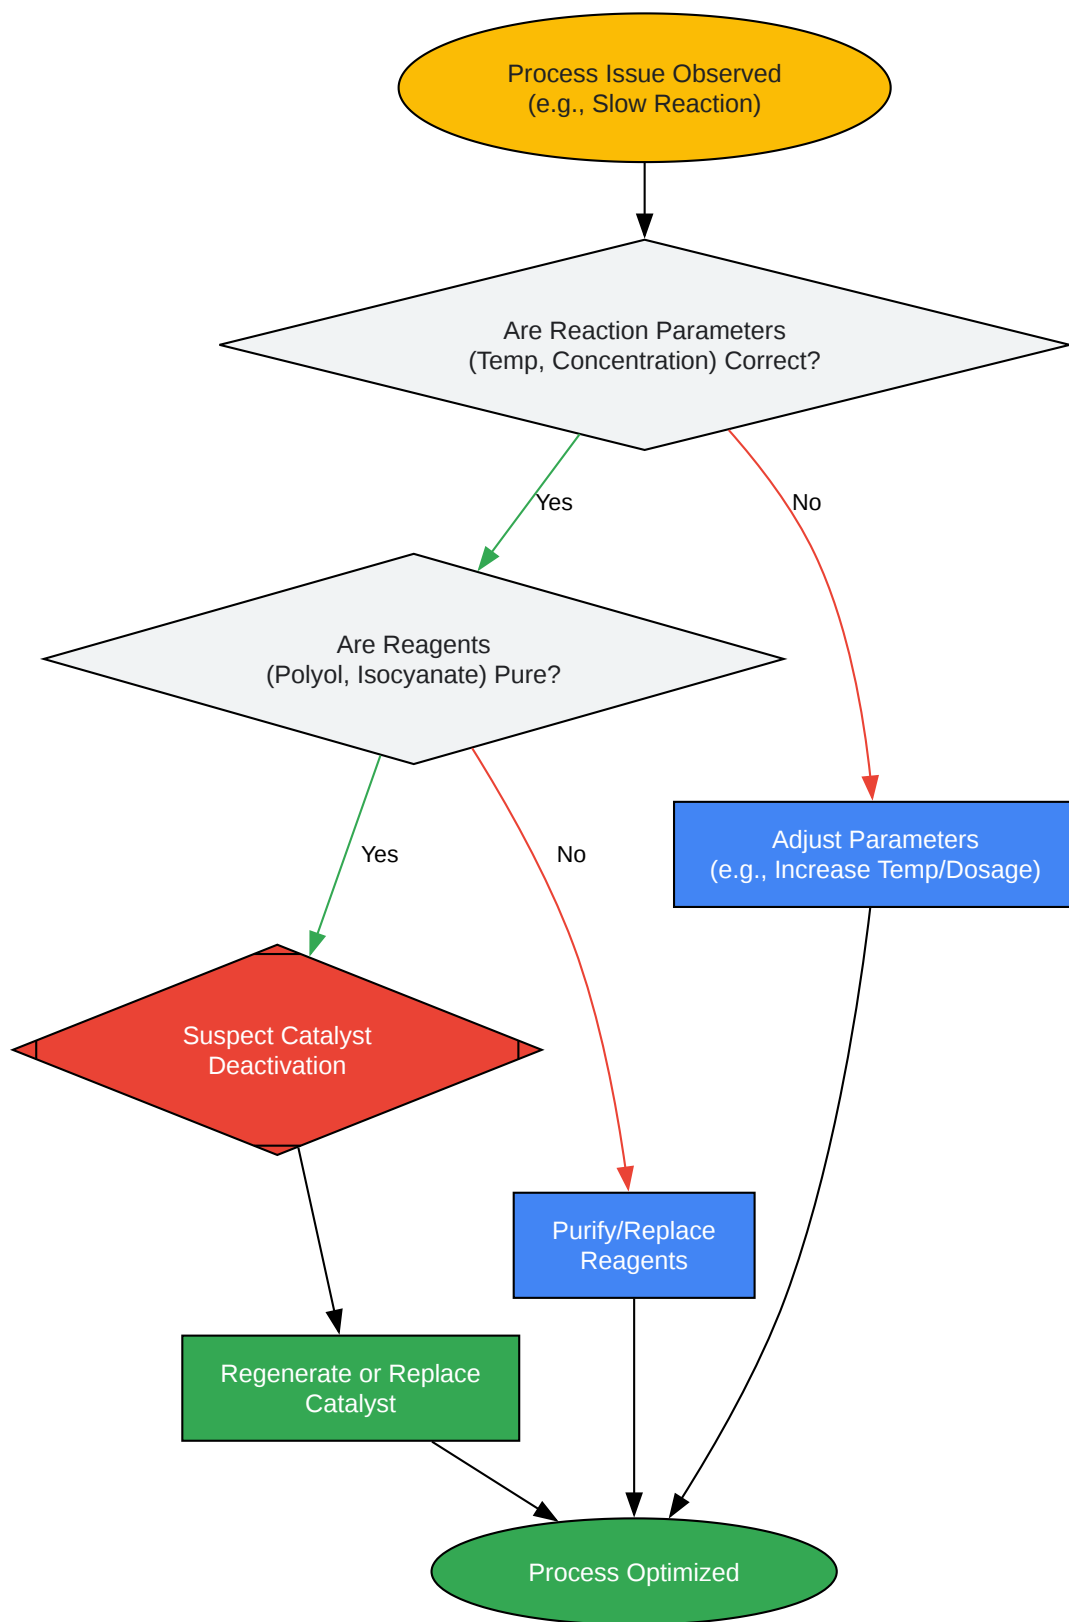 Process Issue Observed
(e.g., Slow Reaction)
Are Reaction Parameters
(Temp, Concentration) Correct?
Yes
No
Are Reagents
(Polyol, Isocyanate) Pure?
Adjust Parameters
(e.g., Increase Temp/Dosage)
Yes
No
Suspect Catalyst
Deactivation
Purify/Replace
Reagents
Regenerate or Replace
Catalyst
Process Optimized